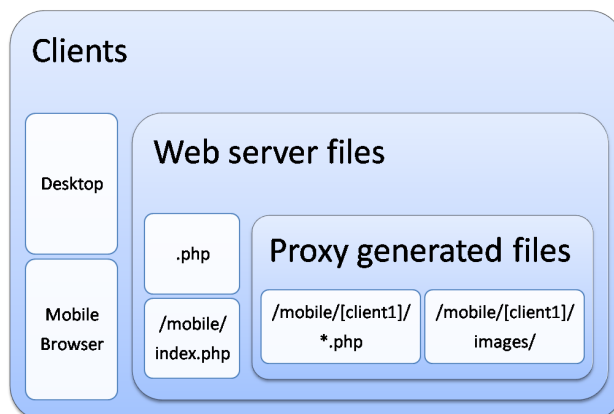 Clients
Desktop
Mobile
Browser
Web server files
.php
/mobile/
index.php
Proxy generated files
/mobile/[client1]/
*.php
/mobile/[client1]/
images/